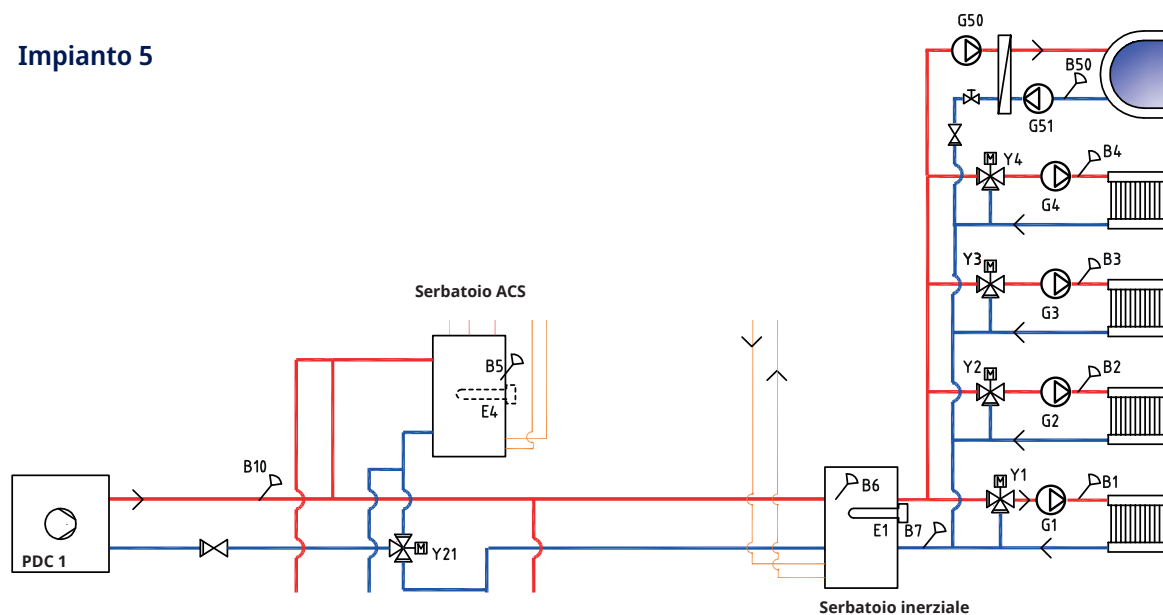 Impianto 5
G50
B50
G51
Y4
B4
G4
Y3
B3
G3
Serbatoio ACS
B5
E4
Y2
B2
G2
B10
B6
Y1
B1
G1
E1
B7
PDC 1
M
Y21
M
M
M
M
Serbatoio inerziale